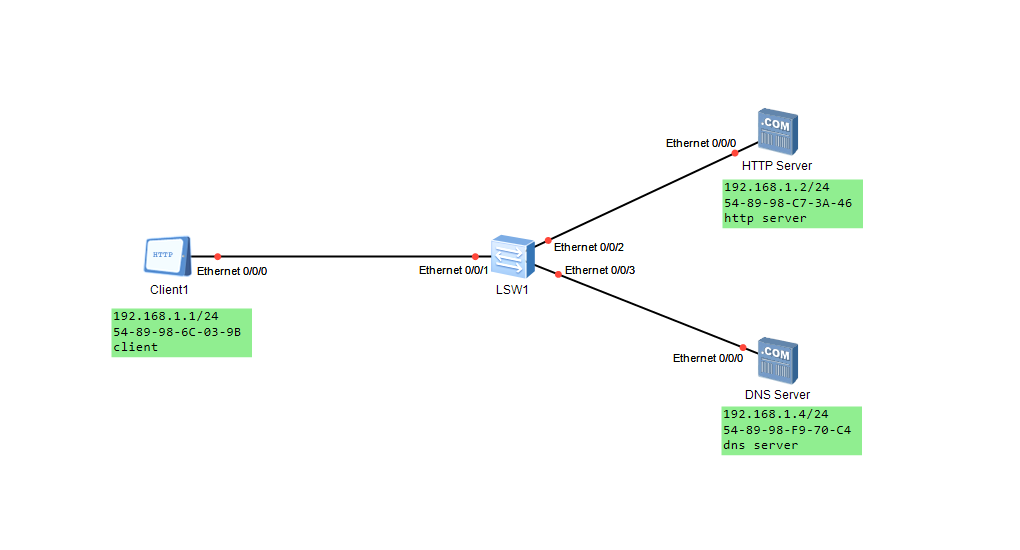 .COM
Ethernet 0/0/0
HTTP Server
192.168.1.2/24
54-89-98-C7-3A-46
http server
HTTP
Ethernet 0/0/0
Client1
192.168.1.1/24
54-89-98-6C-03-9B
client
Ethernet 0/0/1
LSW1
Ethernet 0/0/2
Ethernet 0/0/3
.COM
Ethernet 0/0/0
DNS Server
192.168.1.4/24
54-89-98-F9-70-C4
dns server